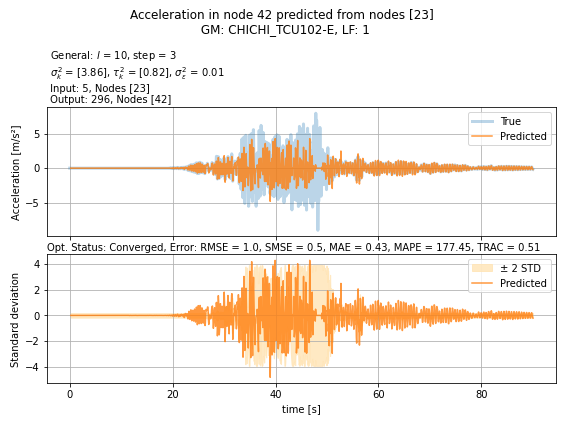 Acceleration in node 42 predicted from nodes [23]
GM: CHICHI_TCU102-E, LF: 1
General: l = 10, step = 3
σ²ₖ = [3.86], τ²ₖ = [0.82], σ²ε = 0.01
Input: 5, Nodes [23]
Output: 296, Nodes [42]
Acceleration [m/s²]
5
0
−5
True
Predicted
Opt. Status: Converged, Error: RMSE = 1.0, SMSE = 0.5, MAE = 0.43, MAPE = 177.45, TRAC = 0.51
Standard deviation
4
2
0
−2
−4
± 2 STD
Predicted
0 20 40 60 80
time [s]